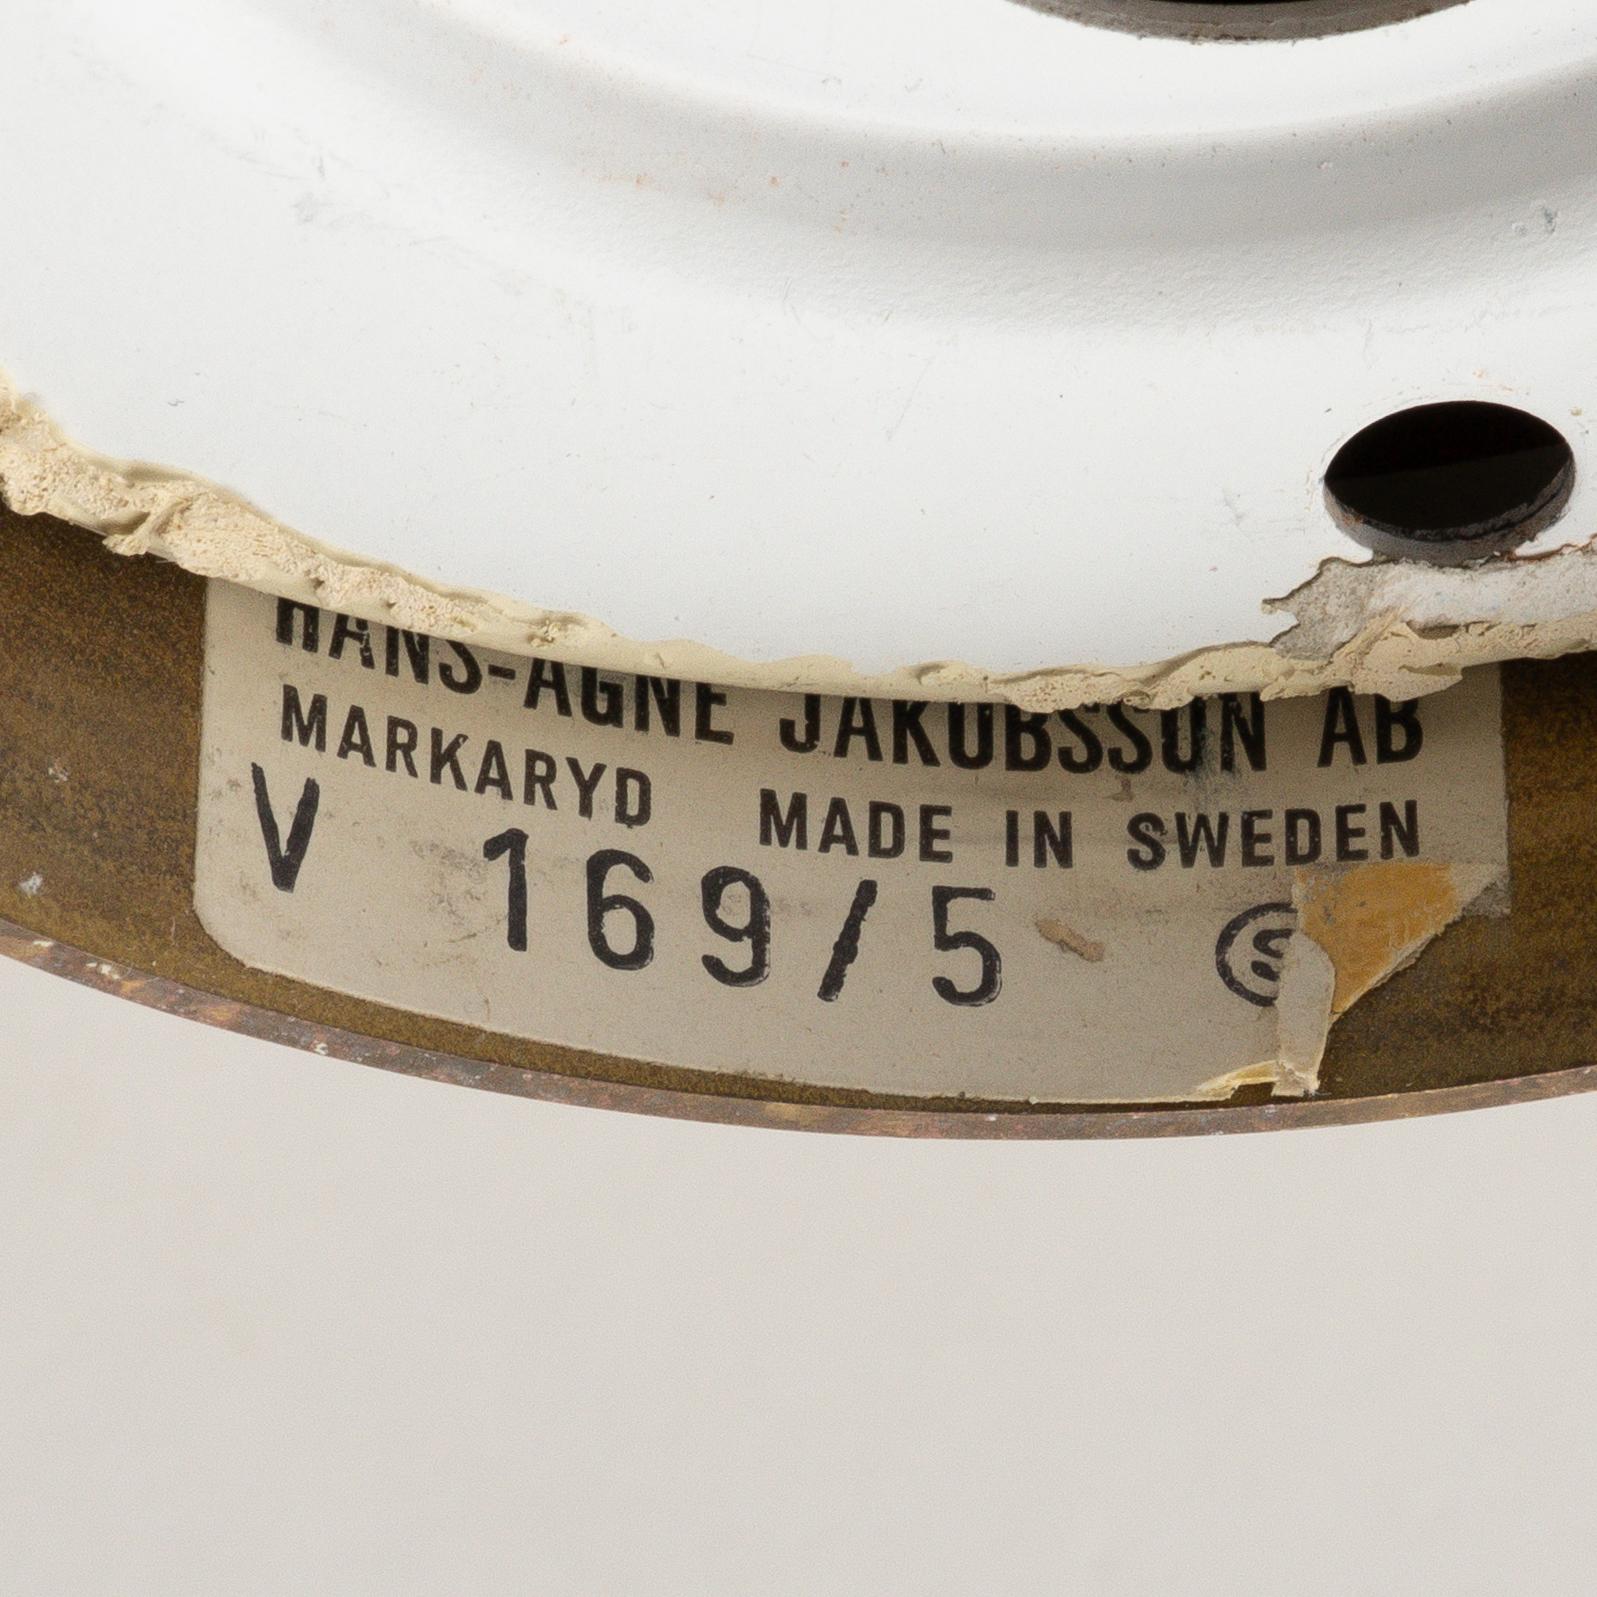 HANS-AGNE JAKOBSSON AB
MARKARYD MADE IN SWEDEN
V 169/5 S